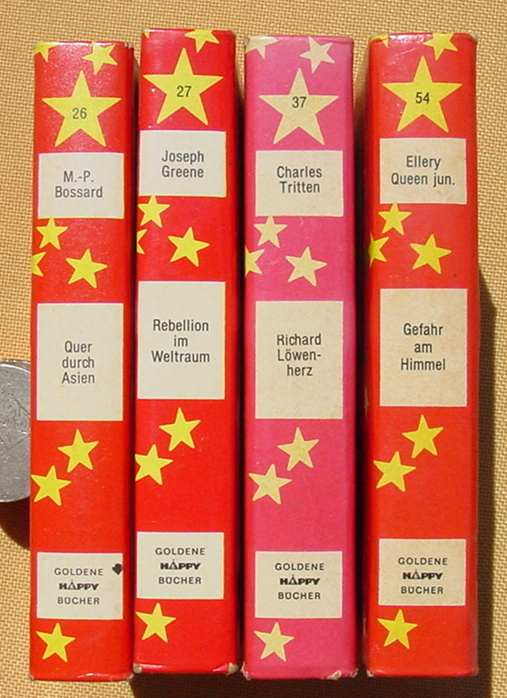 26
M.-P.
Bossard
Quer
durch
Asien
GOLDENE
HAPPY
BÜCHER
27
Joseph
Greene
Rebellion
im
Weltraum
GOLDENE
HAPPY
BÜCHER
37
Charles
Tritten
Richard
Löwen-
herz
GOLDENE
HAPPY
BÜCHER
54
Ellery
Queen jun.
Gefahr
am
Himmel
GOLDENE
HAPPY
BÜCHER